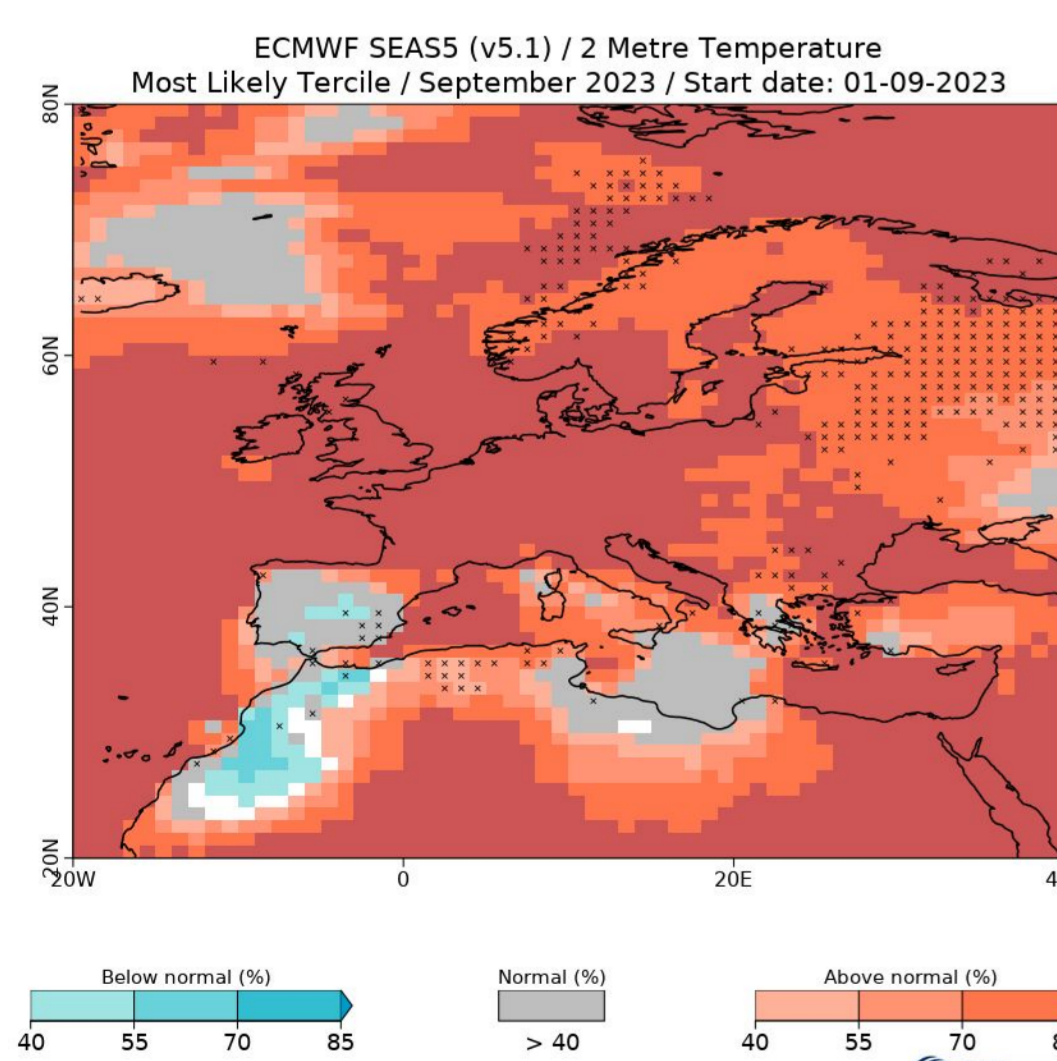 ECMWF SEAS5 (v5.1) / 2 Metre Temperature
Most Likely Tercile / September 2023 / Start date: 01-09-2023
80N
60N
40N
20N
20W 0 20E 4
Below normal (%) Normal (%) Above normal (%)
40 55 70 85 > 40 40 55 70